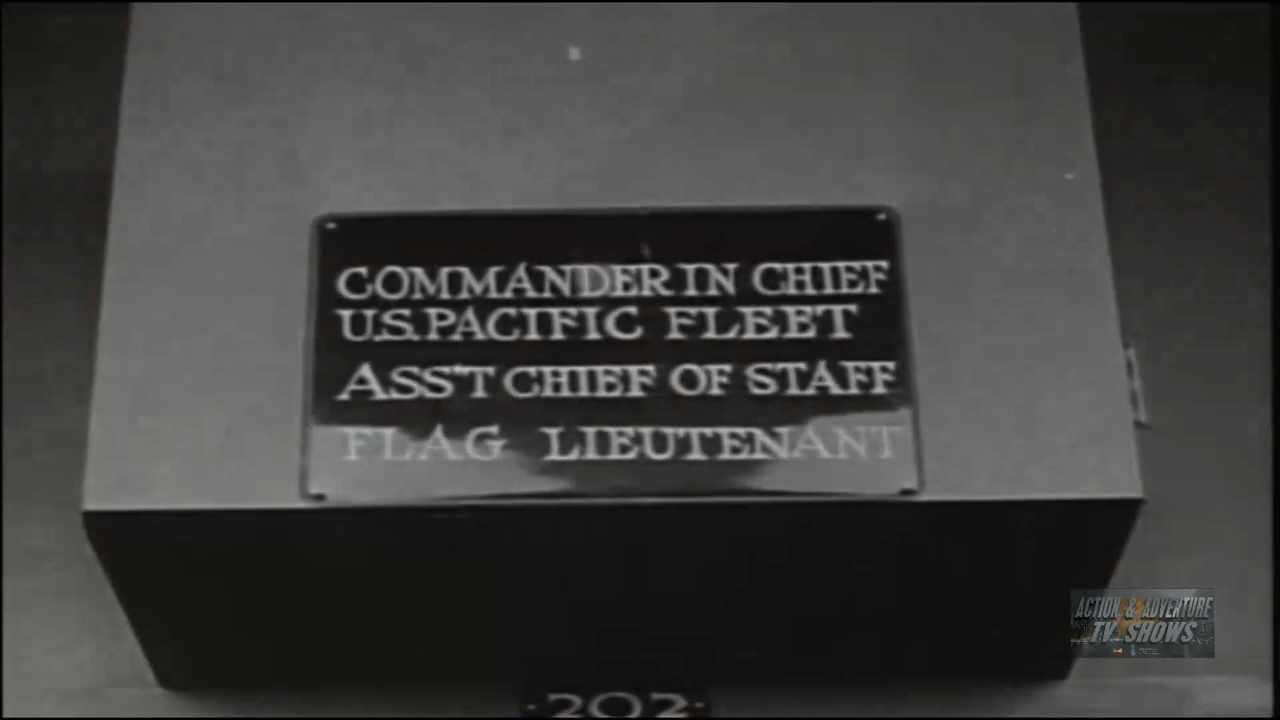 COMMANDER IN CHIEF
U.S. PACIFIC FLEET
ASS'T CHIEF OF STAFF
FLAG LIEUTENANT
·202·
ACTION & ADVENTURE
TV SHOWS